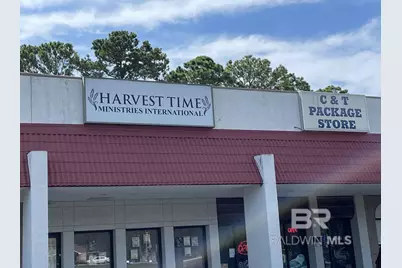 HARVEST TIME
MINISTRIES INTERNATIONAL
C & T
PACKAGE
STORE
BR
BALDWIN MLS